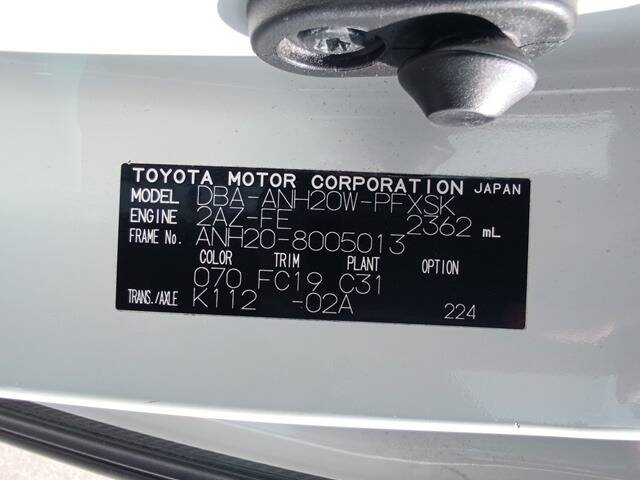 TOYOTA MOTOR CORPORATION JAPAN
MODEL DBA-ANH20W-PFXSK
ENGINE 2AZ-FE 2362 mL
FRAME No. ANH20-8005013
COLOR TRIM PLANT OPTION
070 FC19 C31
TRANS./AXLE K112 -02A 224